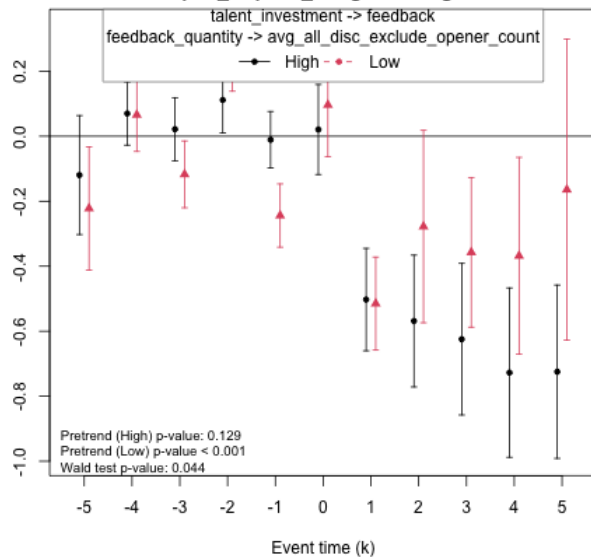 talent_investment -> feedback
feedback_quantity -> avg_all_disc_exclude_opener_count
High Low
0.2
0.0
-0.2
-0.4
-0.6
-0.8
-1.0
Pretrend (High) p-value: 0.129
Pretrend (Low) p-value < 0.001
Wald test p-value: 0.044
-5 -4 -3 -2 -1 0 1 2 3 4 5
Event time (k)